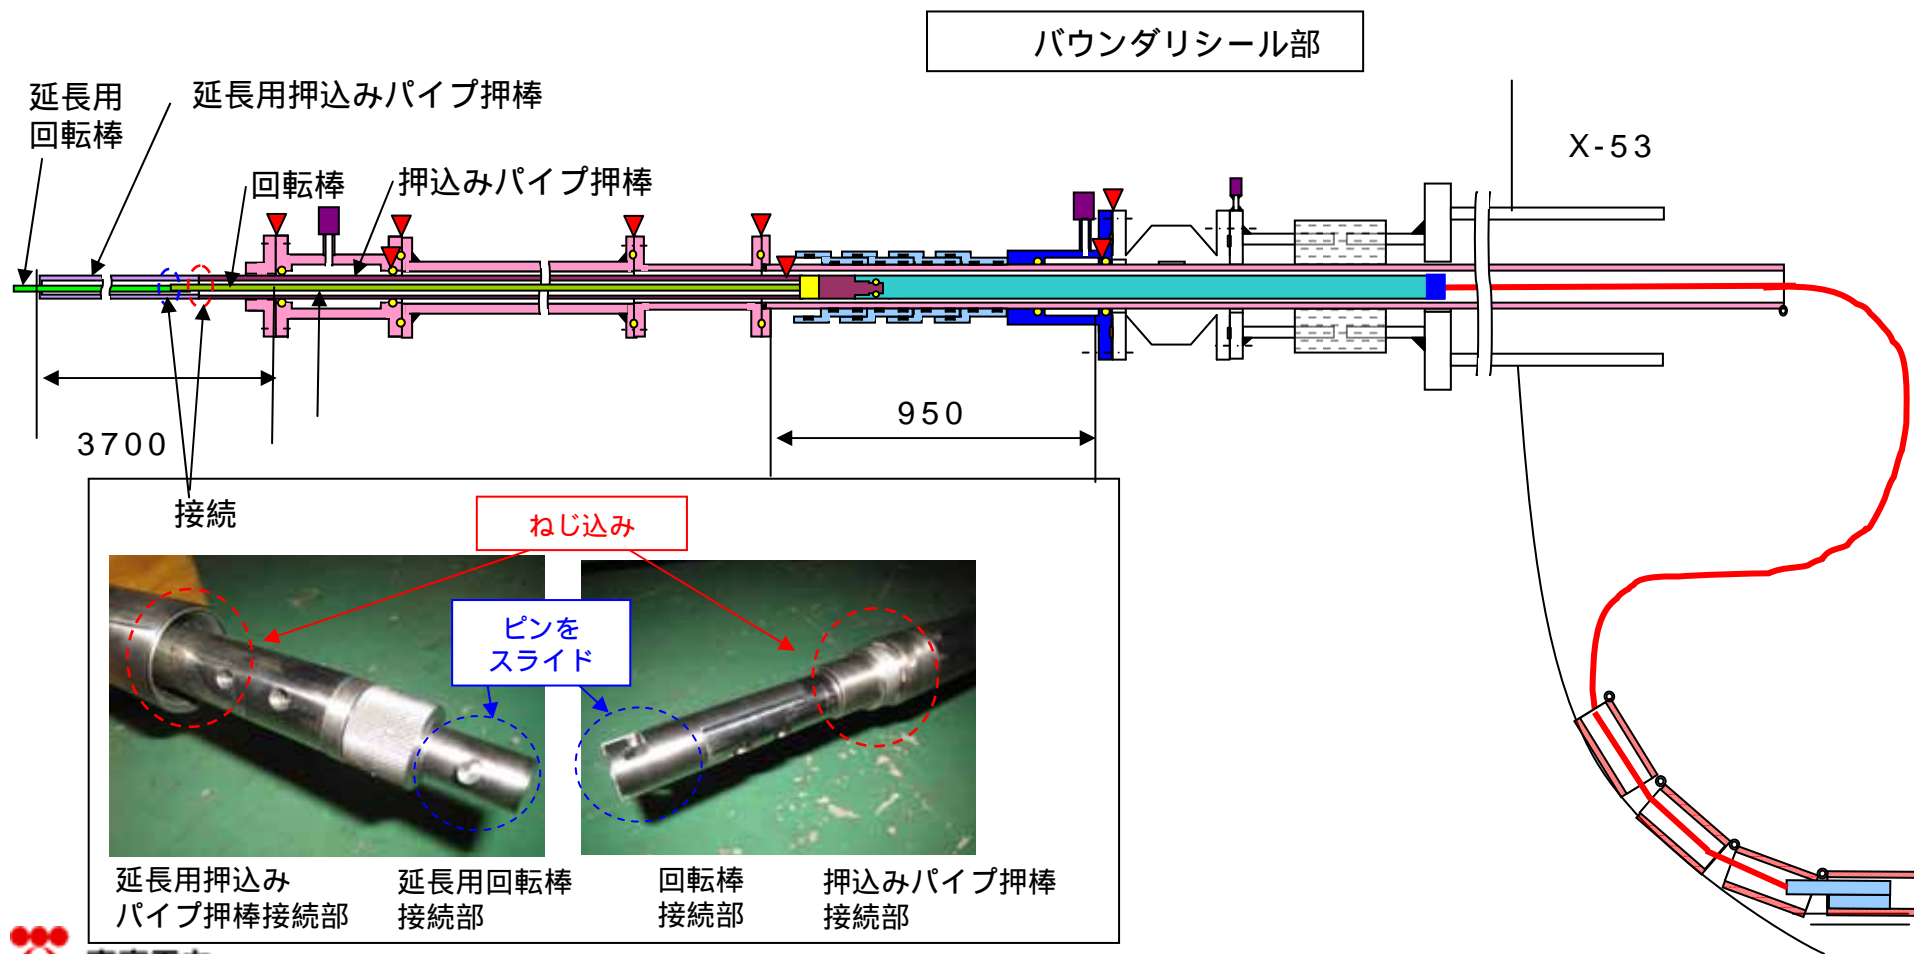 バウンダリシール部
延長用
回転棒
延長用押込みパイプ押棒
回転棒
押込みパイプ押棒
X-53
3700
950
接続
ねじ込み
ピンを
スライド
延長用押込み
パイプ押棒接続部
延長用回転棒
接続部
回転棒
接続部
押込みパイプ押棒
接続部